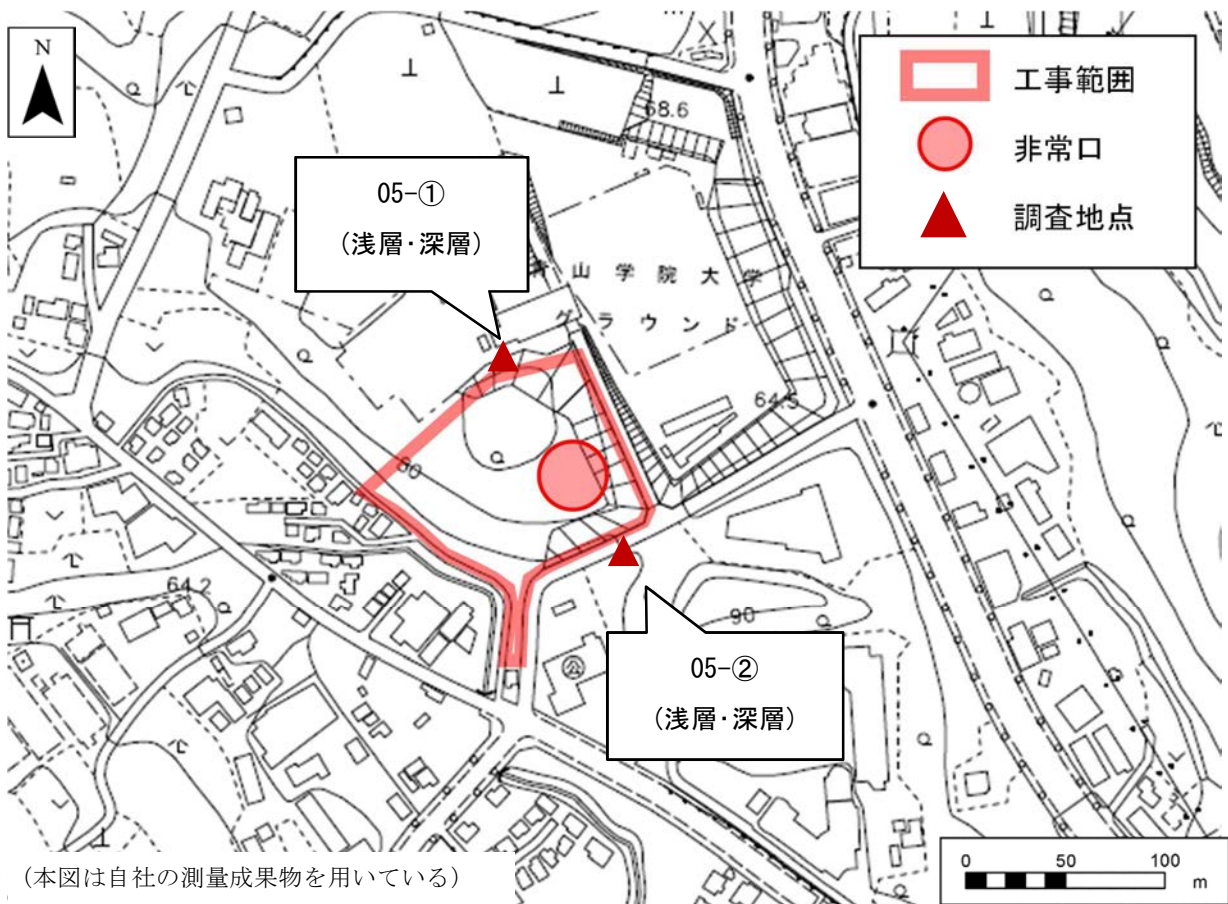 N
工事範囲
非常口
調査地点
68.6
05-①
(浅層・深層)
山学院大学
グラウンド
64.5
60
64.2
90
05-②
(浅層・深層)
(本図は自社の測量成果物を用いている)
0 50 100
m